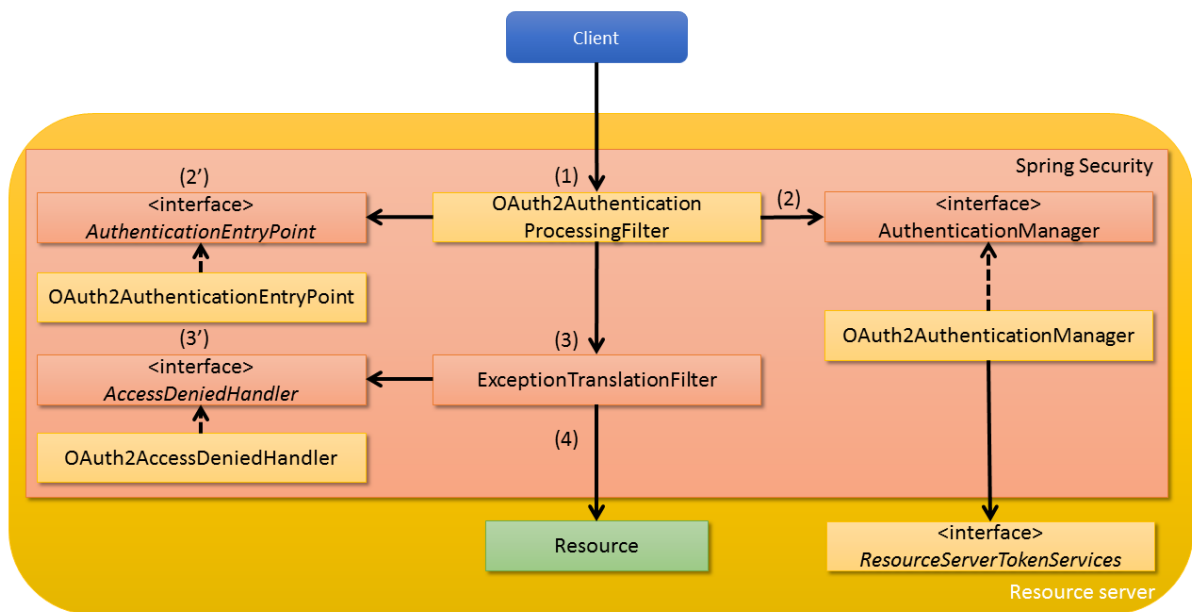 Client
Spring Security
(2’)
(1)
(2)
<interface>
AuthenticationEntryPoint
OAuth2Authentication
ProcessingFilter
<interface>
AuthenticationManager
OAuth2AuthenticationEntryPoint
OAuth2AuthenticationManager
(3’)
(3)
<interface>
AccessDeniedHandler
ExceptionTranslationFilter
(4)
OAuth2AccessDeniedHandler
Resource
<interface>
ResourceServerTokenServices
Resource server